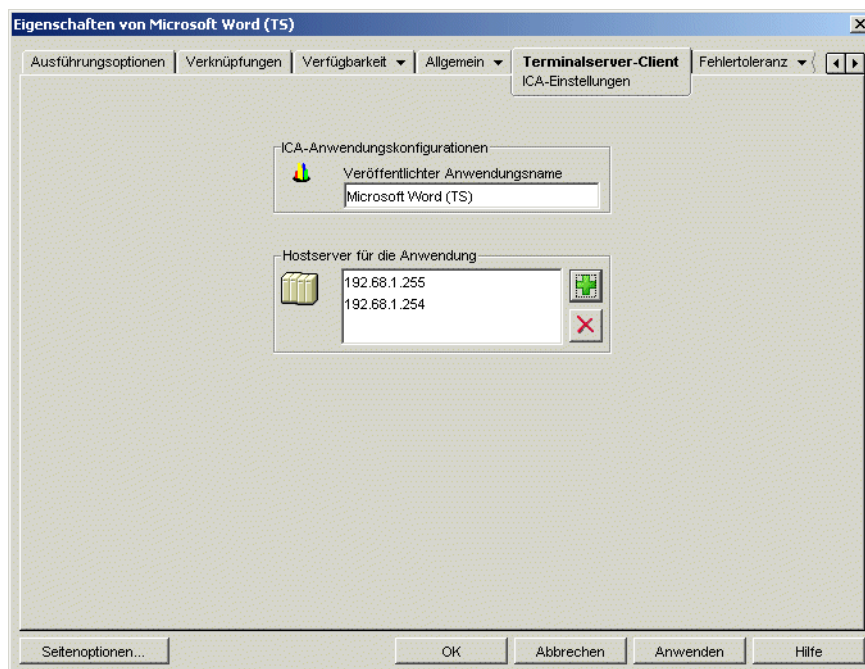 Eigenschaften von Microsoft Word (TS)
Ausführungsoptionen Verknüpfungen Verfügbarkeit Allgemein Terminalserver-Client Fehlertoleranz
ICA-Einstellungen
ICA-Anwendungskonfigurationen
Veröffentlichter Anwendungsname
Microsoft Word (TS)
Hostserver für die Anwendung
192.68.1.255
192.68.1.254
Seitenoptionen... OK Abbrechen Anwenden Hilfe